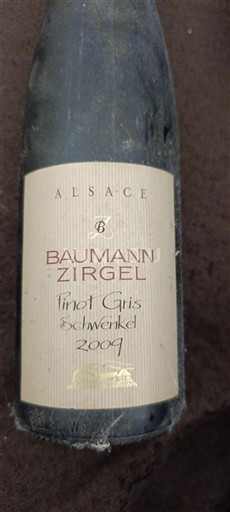 ALSACE
B
BAUMANN
ZIRGEL
Pinot Gris
Schwenkel
2009